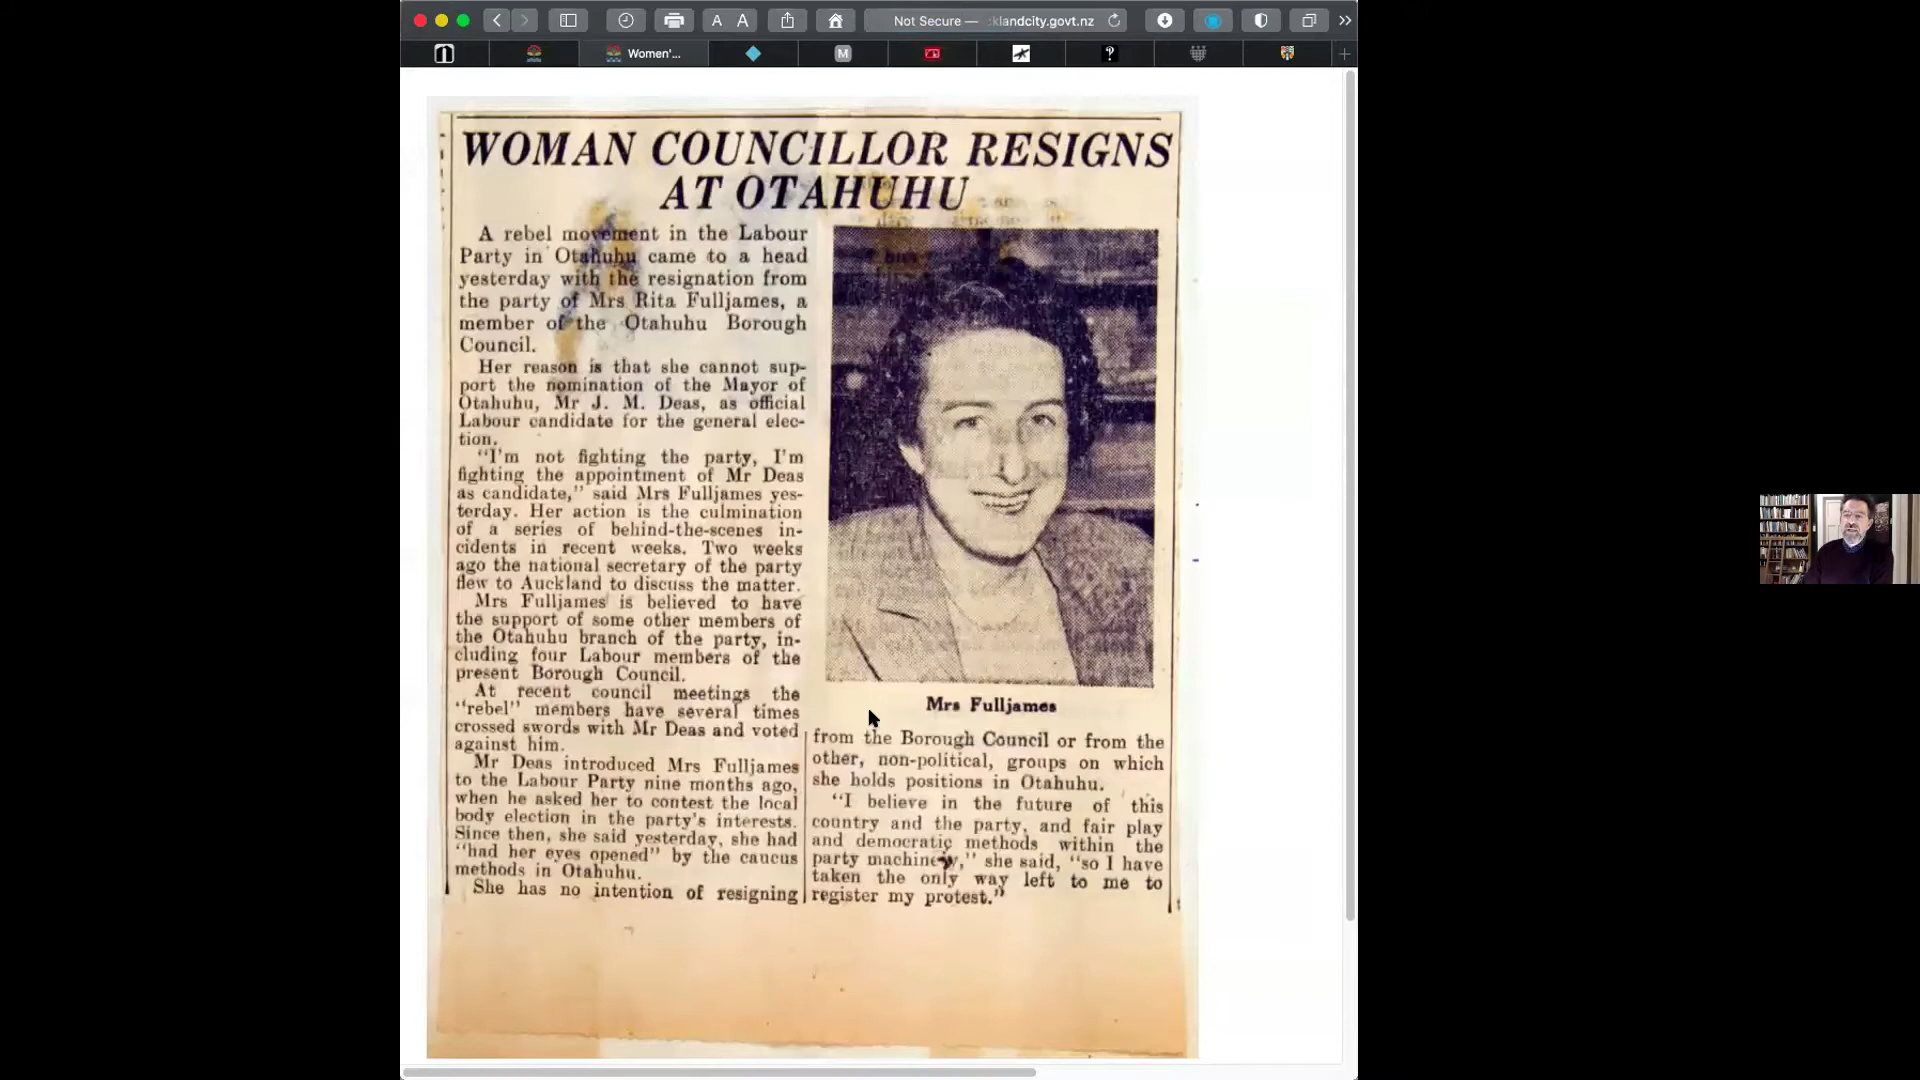 Not Secure — klandcity.govt.nz
A A
Women'...
M
?
WOMAN COUNCILLOR RESIGNS
AT OTAHUHU
A rebel movement in the Labour
Party in Otahuhu came to a head
yesterday with the resignation from
the party of Mrs Rita Fulljames, a
member of the Otahuhu Borough
Council.
Her reason is that she cannot sup-
port the nomination of the Mayor of
Otahuhu, Mr J. M. Deas, as official
Labour candidate for the general elec-
tion.
"I'm not fighting the party, I'm
fighting the appointment of Mr Deas
as candidate," said Mrs Fulljames yes-
terday. Her action is the culmination
of a series of behind-the-scenes in-
cidents in recent weeks. Two weeks
ago the national secretary of the party
flew to Auckland to discuss the matter.
Mrs Fulljames is believed to have
the support of some other members of
the Otahuhu branch of the party, in-
cluding four Labour members of the
present Borough Council.
At recent council meetings the
"rebel" members have several times
crossed swords with Mr Deas and voted
against him.
Mr Deas introduced Mrs Fulljames
to the Labour Party nine months ago,
when he asked her to contest the local
body election in the party's interests.
Since then, she said yesterday, she had
"had her eyes opened" by the caucus
methods in Otahuhu.
She has no intention of resigning
Mrs Fulljames
from the Borough Council or from the
other, non-political, groups on which
she holds positions in Otahuhu.
"I believe in the future of this
country and the party, and fair play
and democratic methods within the
party machinery," she said, "so I have
taken the only way left to me to
register my protest."